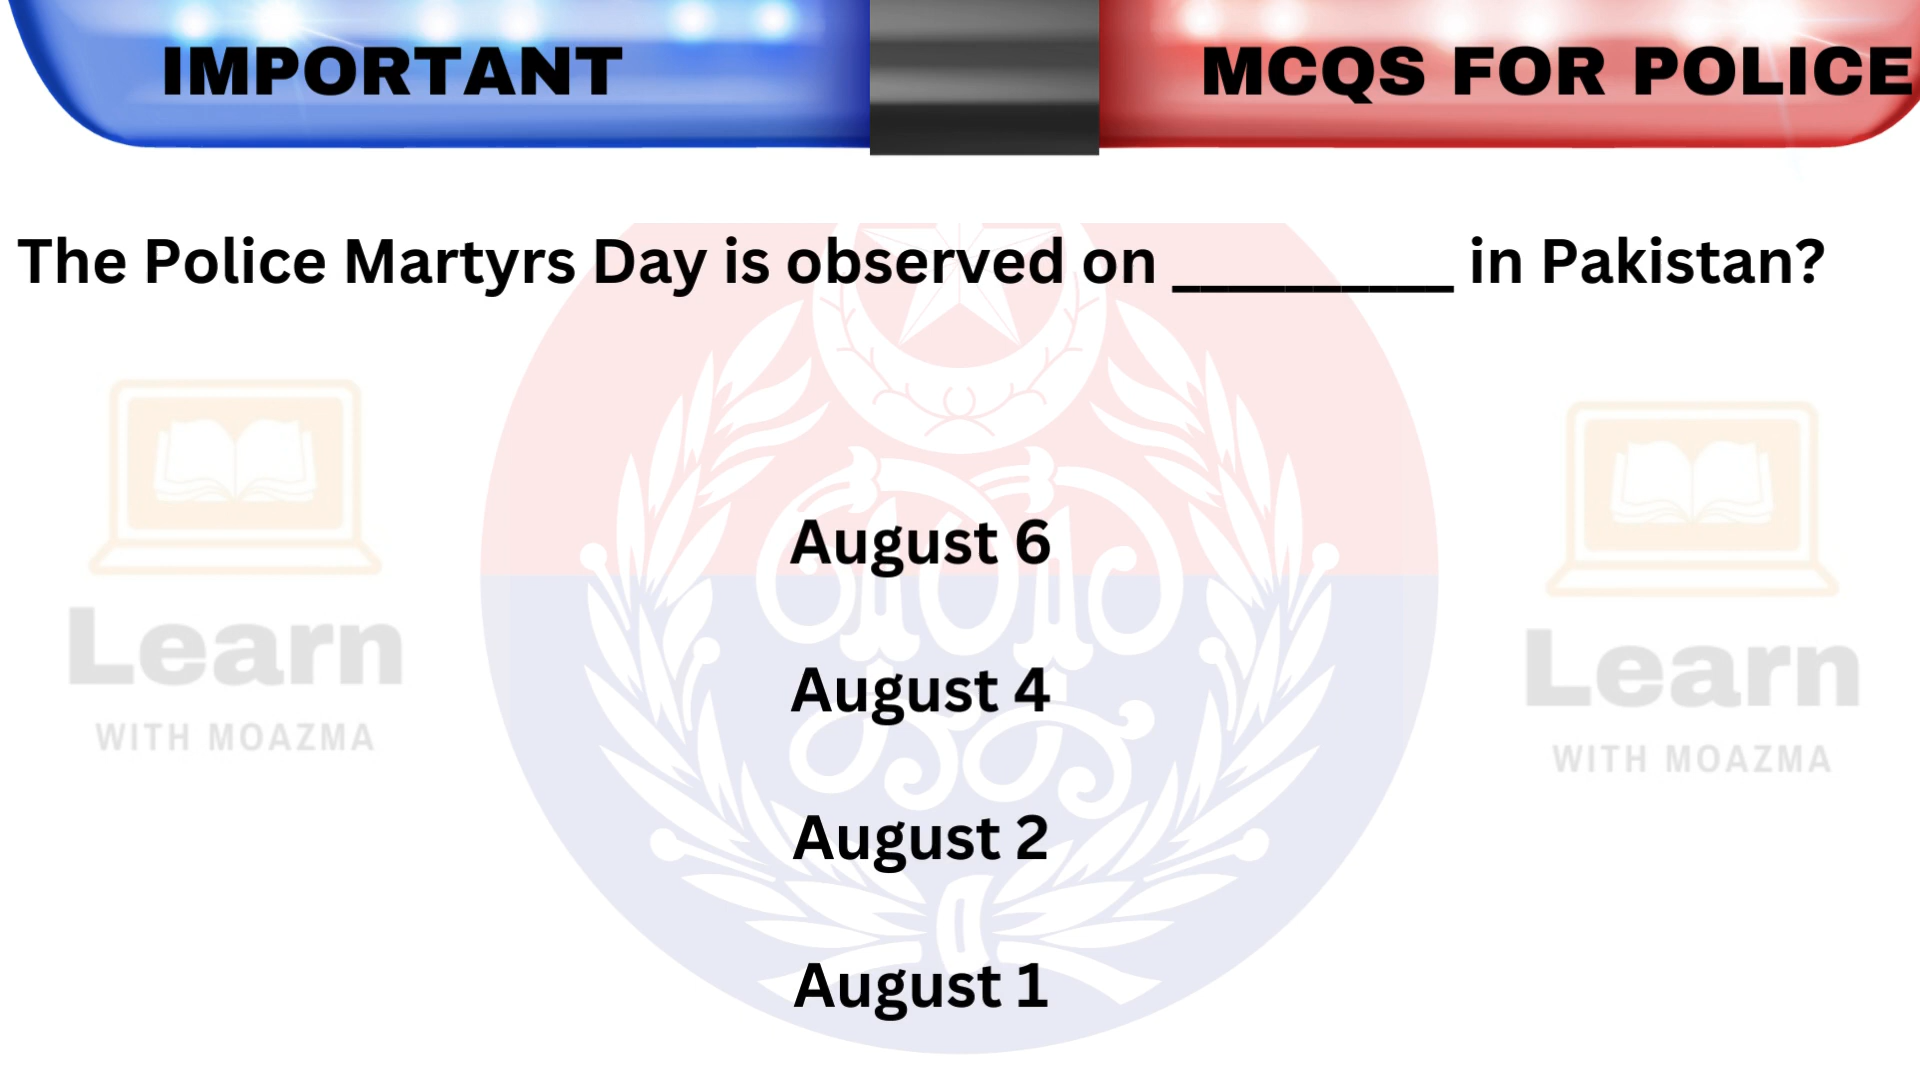 IMPORTANT MCQS FOR POLICE
The Police Martyrs Day is observed on __________ in Pakistan?
August 6
August 4
August 2
August 1
Learn
WITH MOAZMA
Learn
WITH MOAZMA